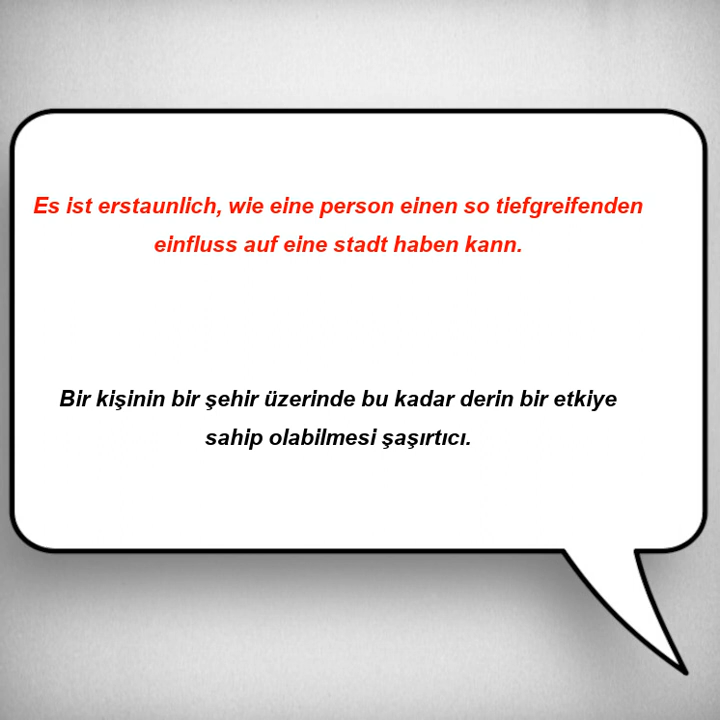 Es ist erstaunlich, wie eine person einen so tiefgreifenden
einfluss auf eine stadt haben kann.
Bir kişinin bir şehir üzerinde bu kadar derin bir etkiye
sahip olabilmesi şaşırtıcı.